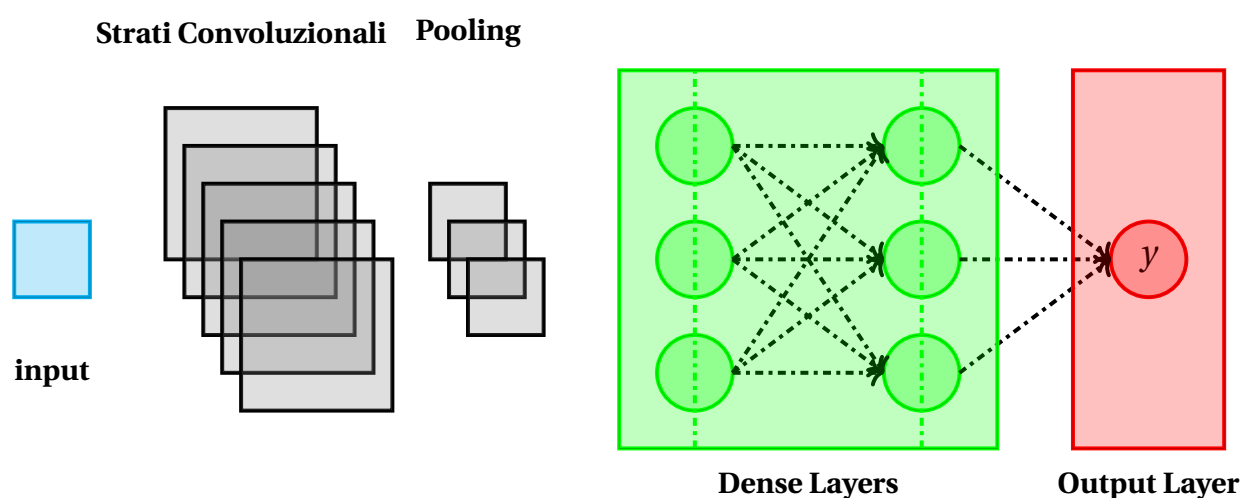 Strati Convoluzionali
Pooling
input
y
Dense Layers
Output Layer